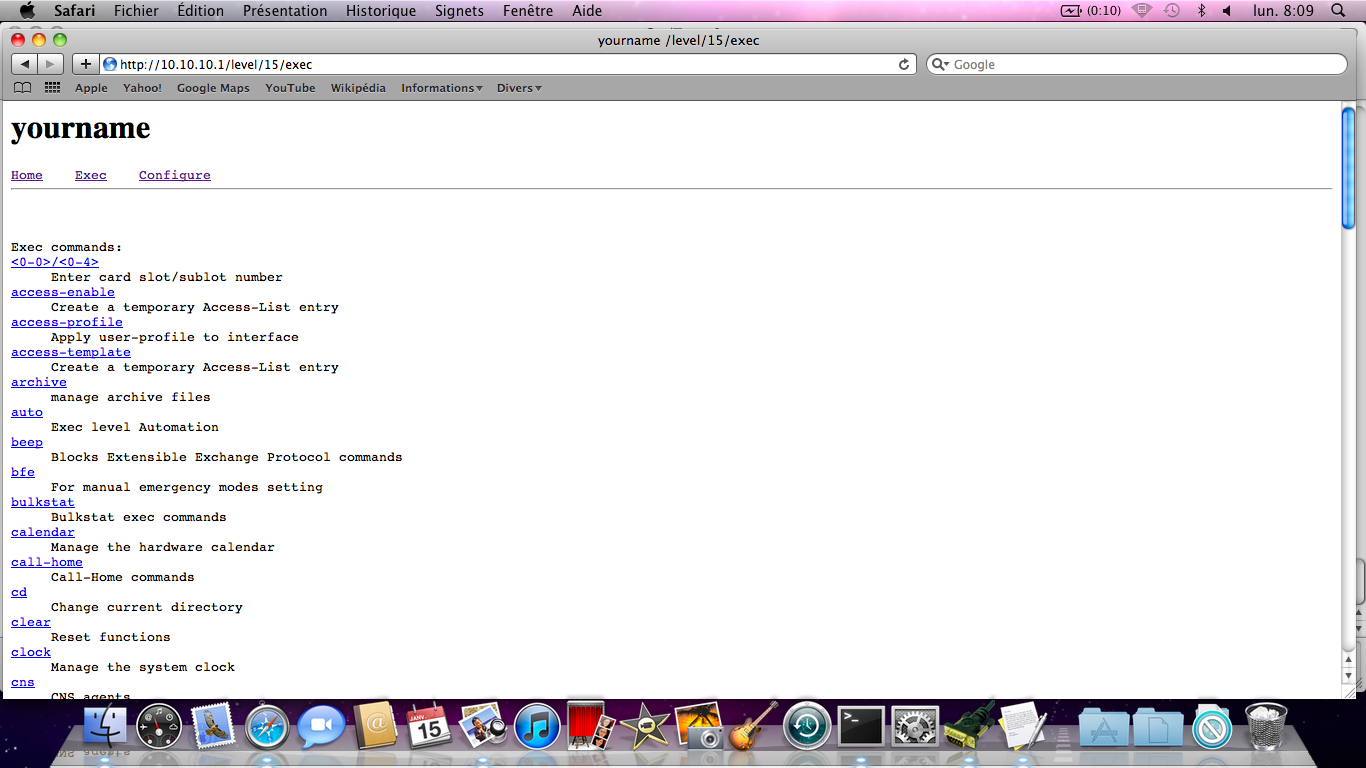 Safari Fichier Édition Présentation Historique Signets Fenêtre Aide (0:10) lun. 8:09
yourname /level/15/exec
http://10.10.10.1/level/15/exec Google
Apple Yahoo! Google Maps YouTube Wikipédia Informations Divers
yourname
Home Exec Configure
Exec commands:
<0-0>/<0-4>
Enter card slot/sublot number
access-enable
Create a temporary Access-List entry
access-profile
Apply user-profile to interface
access-template
Create a temporary Access-List entry
archive
manage archive files
auto
Exec level Automation
beep
Blocks Extensible Exchange Protocol commands
bfe
For manual emergency modes setting
bulkstat
Bulkstat exec commands
calendar
Manage the hardware calendar
call-home
Call-Home commands
cd
Change current directory
clear
Reset functions
clock
Manage the system clock
cns
CNS agents
JANV.
15